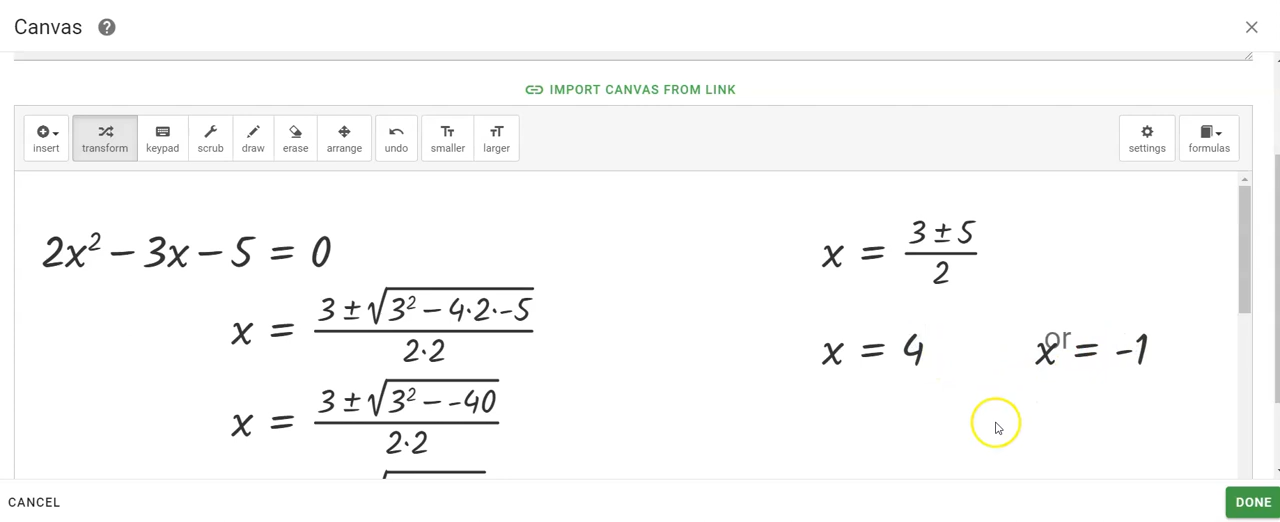 Canvas ?
IMPORT CANVAS FROM LINK
insert transform keypad scrub draw erase arrange undo smaller larger settings formulas
2x² − 3x − 5 = 0
x = (3 ± √(3² − 4·2·-5))/(2·2)
x = (3 ± √(3² − -40))/(2·2)
x = (3 ± 5)/2
x = 4 or x = -1
CANCEL DONE